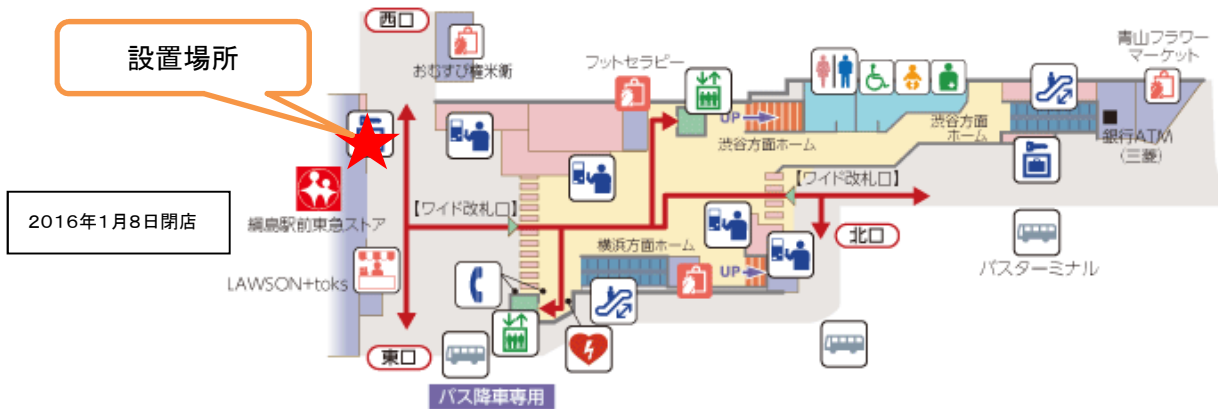 西口
設置場所
おむすび権米衛
フットセラピー
青山フラワー
マーケット
UP
渋谷方面ホーム
渋谷方面
ホーム
銀行ATM
(三菱)
2016年1月8日閉店
綱島駅前東急ストア
【ワイド改札口】
【ワイド改札口】
北口
横浜方面ホーム
UP
バスターミナル
LAWSON+toks
東口
バス降車専用